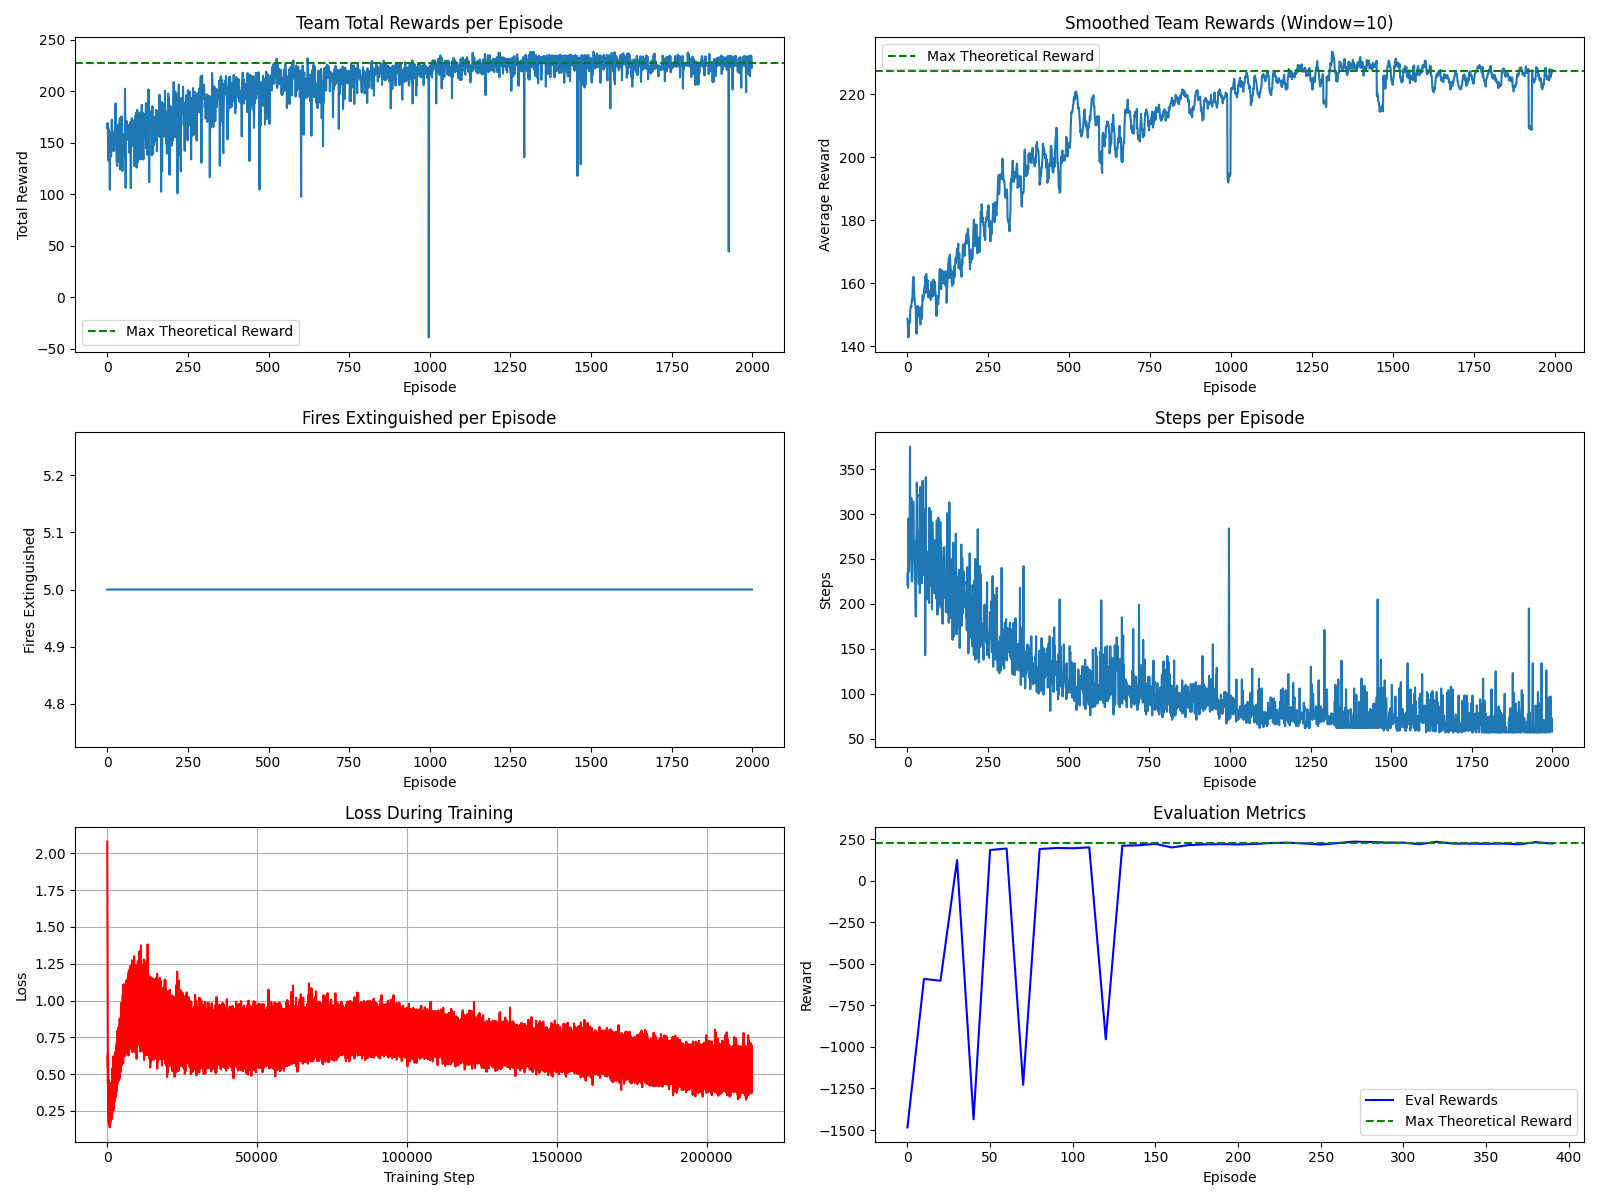 Team Total Rewards per Episode
250
200
150
100
50
0
−50
Total Reward
Max Theoretical Reward
0 250 500 750 1000 1250 1500 1750 2000
Episode
Smoothed Team Rewards (Window=10)
Max Theoretical Reward
220
200
180
160
140
Average Reward
0 250 500 750 1000 1250 1500 1750 2000
Episode
Fires Extinguished per Episode
5.2
5.1
5.0
4.9
4.8
Fires Extinguished
0 250 500 750 1000 1250 1500 1750 2000
Episode
Steps per Episode
350
300
250
200
150
100
50
Steps
0 250 500 750 1000 1250 1500 1750 2000
Episode
Loss During Training
2.00
1.75
1.50
1.25
1.00
0.75
0.50
0.25
Loss
0 50000 100000 150000 200000
Training Step
Evaluation Metrics
250
0
−250
−500
−750
−1000
−1250
−1500
Reward
Eval Rewards
Max Theoretical Reward
0 50 100 150 200 250 300 350 400
Episode